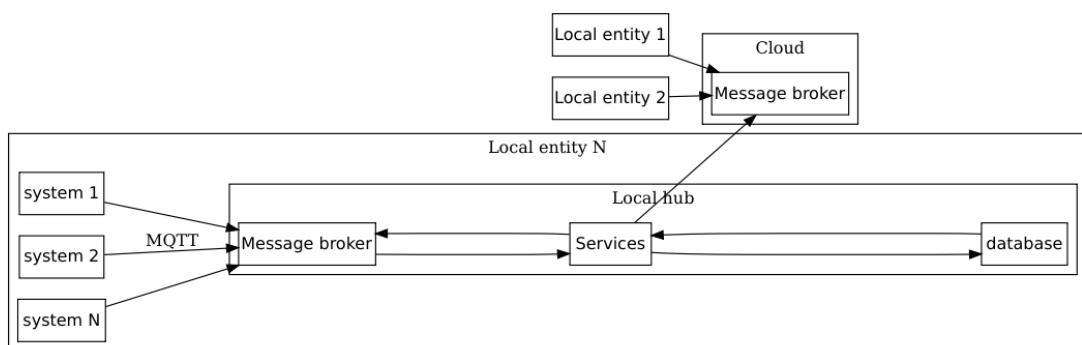 Local entity 1
Cloud
Local entity 2
Message broker
Local entity N
system 1
Local hub
MQTT
system 2
Message broker
Services
database
system N